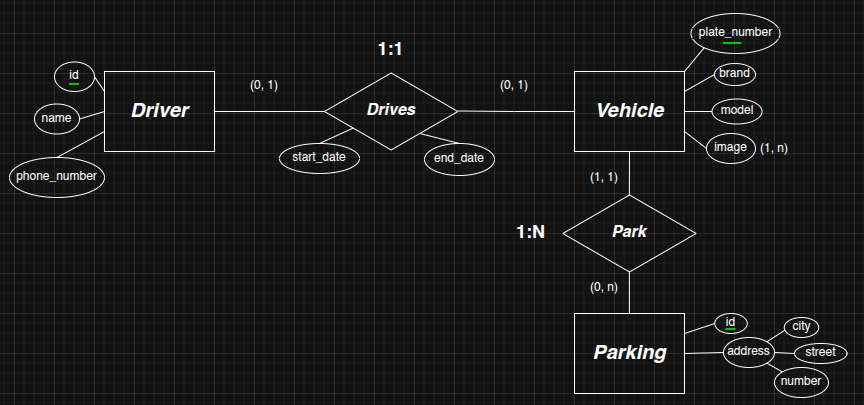 plate_number
1:1
id
(0, 1)
(0, 1)
brand
Driver
Drives
Vehicle
model
name
image
(1, n)
start_date
end_date
phone_number
(1, 1)
1:N
Park
(0, n)
id
city
Parking
address
street
number